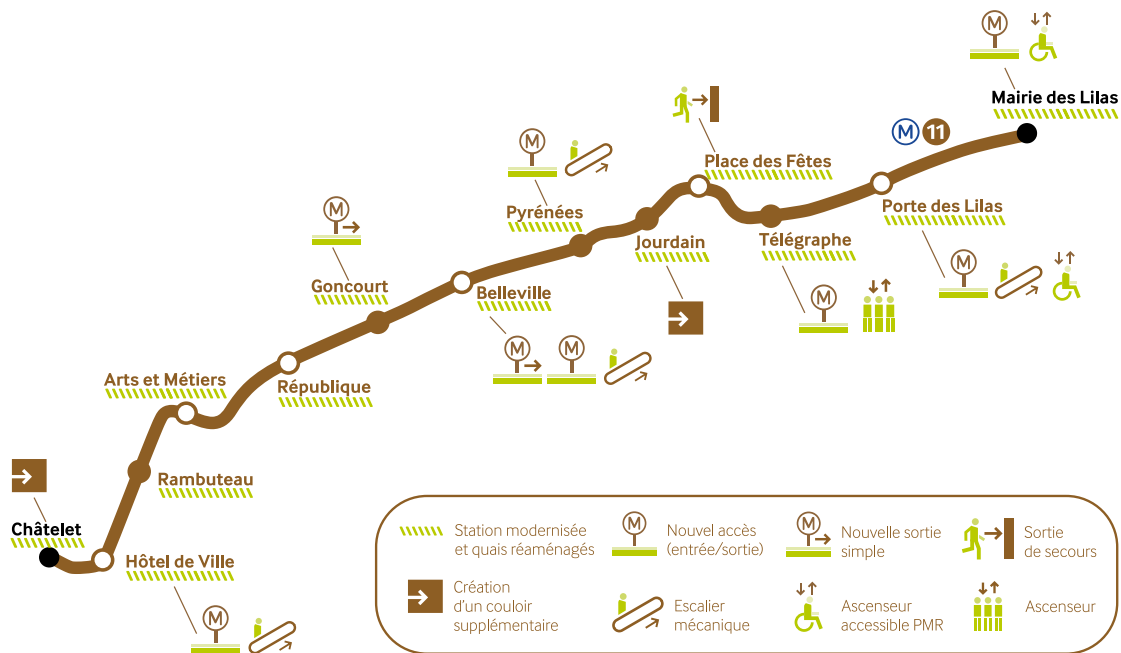 M
Mairie des Lilas
M 11
Place des Fêtes
M
Pyrénées
Porte des Lilas
M
Jourdain
Télégraphe
M
M
Goncourt
Belleville
M
M
République
Arts et Métiers
Rambuteau
Châtelet
Hôtel de Ville
M
Station modernisée
et quais réaménagés
M
Nouvel accès
(entrée/sortie)
M
Nouvelle sortie
simple
Sortie
de secours
Création
d'un couloir
supplémentaire
Escalier
mécanique
Ascenseur
accessible PMR
Ascenseur